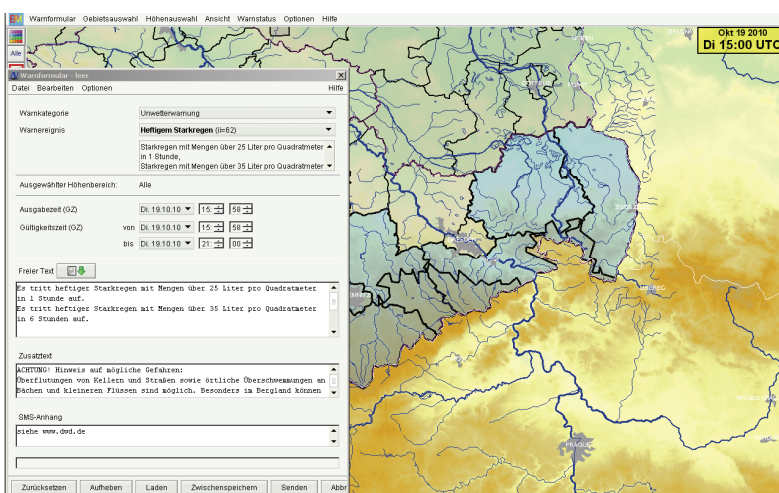 Warnformular Gebietsauswahl Höhenauswahl Ansicht Warnstatus Optionen Hilfe
Okt 19 2010
Di 15:00 UTC
Alle
Warnformular - leer
Datei Bearbeiten Optionen Hilfe
Warnkategorie Unwetterwarnung
Warnereignis Heftigem Starkregen (ii=62)
Starkregen mit Mengen über 25 Liter pro Quadratmeter
in 1 Stunde,
Starkregen mit Mengen über 35 Liter pro Quadratmeter
Ausgewählter Höhenbereich: Alle
Ausgabezeit (GZ) Di. 19.10.10 15: 58
Gültigkeitszeit (GZ) von Di. 19.10.10 15: 58
bis Di. 19.10.10 21: 00
Freier Text
Es tritt heftiger Starkregen mit Mengen über 25 Liter pro Quadratmeter
in 1 Stunde auf.
Es tritt heftiger Starkregen mit Mengen über 35 Liter pro Quadratmeter
in 6 Stunden auf.
Zusatztext
ACHTUNG! Hinweis auf mögliche Gefahren:
Überflutungen von Kellern und Straßen sowie örtliche Überschwemmungen an
Bächen und kleineren Flüssen sind möglich. Besonders im Bergland können
SMS-Anhang
siehe www.dwd.de
Zurücksetzen Aufheben Laden Zwischenspeichern Senden Abbr